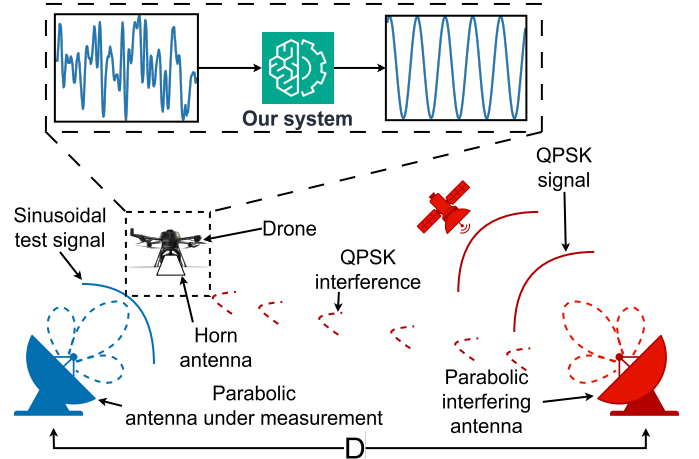 Our system
QPSK
signal
Sinusoidal
test signal
Drone
QPSK
interference
Horn
antenna
Parabolic
antenna under measurement
Parabolic
interfering
antenna
D